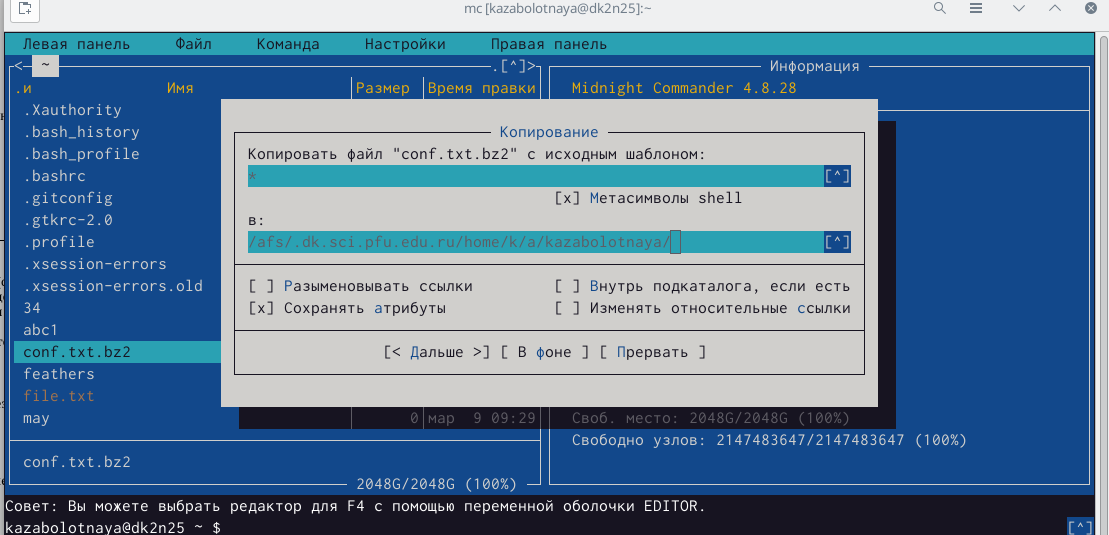 mc [kazabolotnaya@dk2n25]:~
Левая панель Файл Команда Настройки Правая панель
<─ ~ .[^]>
Информация
.и Имя Размер Время правки
Midnight Commander 4.8.28
.Xauthority
.bash_history
.bash_profile
.bashrc
.gitconfig
.gtkrc-2.0
.profile
.xsession-errors
.xsession-errors.old
34
abc1
conf.txt.bz2
feathers
file.txt
may 0 мар 9 09:29
Копирование
Копировать файл "conf.txt.bz2" с исходным шаблоном:
* [^]
[x] Метасимволы shell
в:
/afs/.dk.sci.pfu.edu.ru/home/k/a/kazabolotnaya/ [^]
[ ] Разыменовывать ссылки [ ] Внутрь подкаталога, если есть
[x] Сохранять атрибуты [ ] Изменять относительные ссылки
[< Дальше >] [ В фоне ] [ Прервать ]
Своб. место: 2048G/2048G (100%)
Свободно узлов: 2147483647/2147483647 (100%)
conf.txt.bz2
2048G/2048G (100%)
Совет: Вы можете выбрать редактор для F4 с помощью переменной оболочки EDITOR.
kazabolotnaya@dk2n25 ~ $ [^]